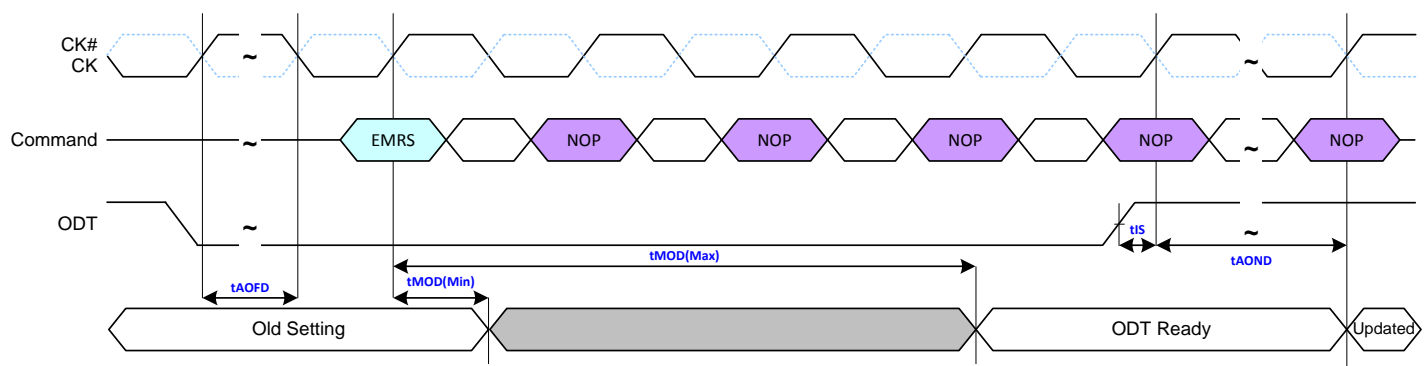 CK#
CK
~ ~
Command
~ EMRS NOP NOP NOP NOP ~ NOP
ODT
~ ~
tIS
tAOND
tMOD(Max)
tMOD(Min)
tAOFD
Old Setting ODT Ready Updated